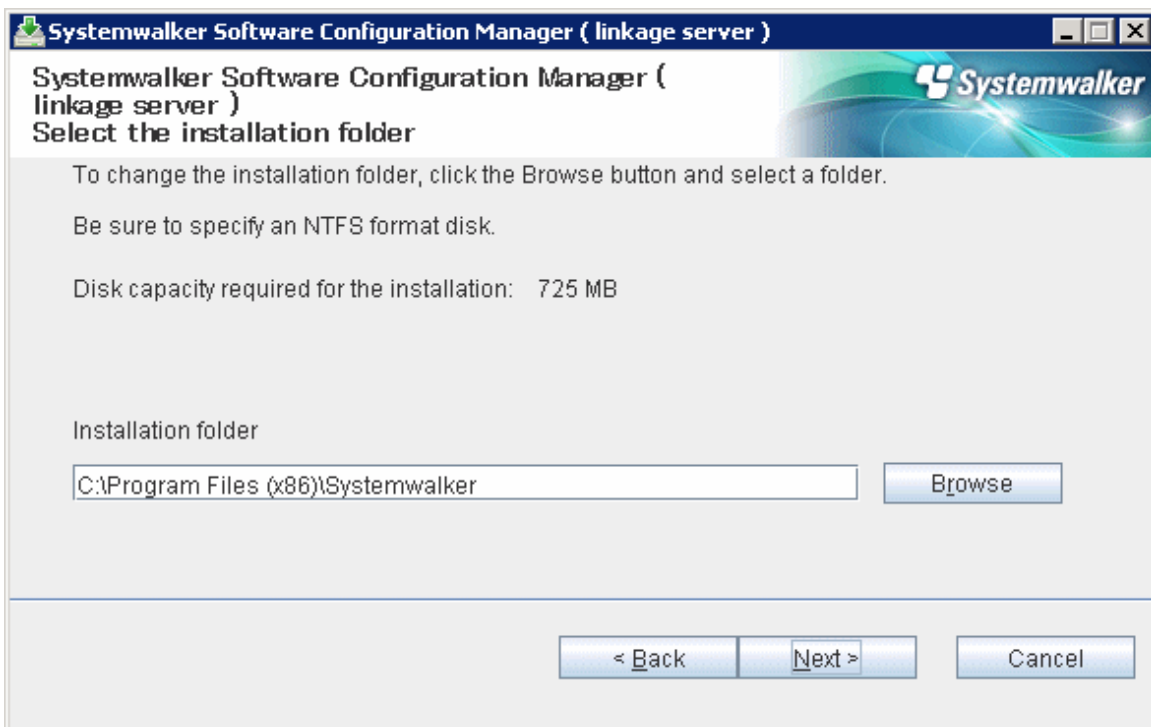 Systemwalker Software Configuration Manager ( linkage server )
Systemwalker Software Configuration Manager (
linkage server )
Select the installation folder
Systemwalker
To change the installation folder, click the Browse button and select a folder.
Be sure to specify an NTFS format disk.
Disk capacity required for the installation: 725 MB
Installation folder
C:\Program Files (x86)\Systemwalker
Browse
< Back
Next >
Cancel